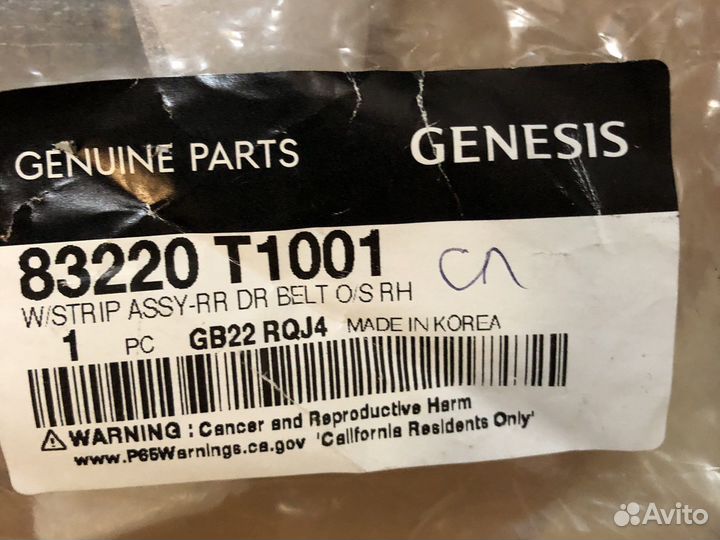 GENUINE PARTS GENESIS
83220 T1001 сл
W/STRIP ASSY-RR DR BELT O/S RH
1 PC GB22 RQJ4 MADE IN KOREA
⚠WARNING : Cancer and Reproductive Harm
www.P65Warnings.ca.gov 'California Residents Only'
Avito